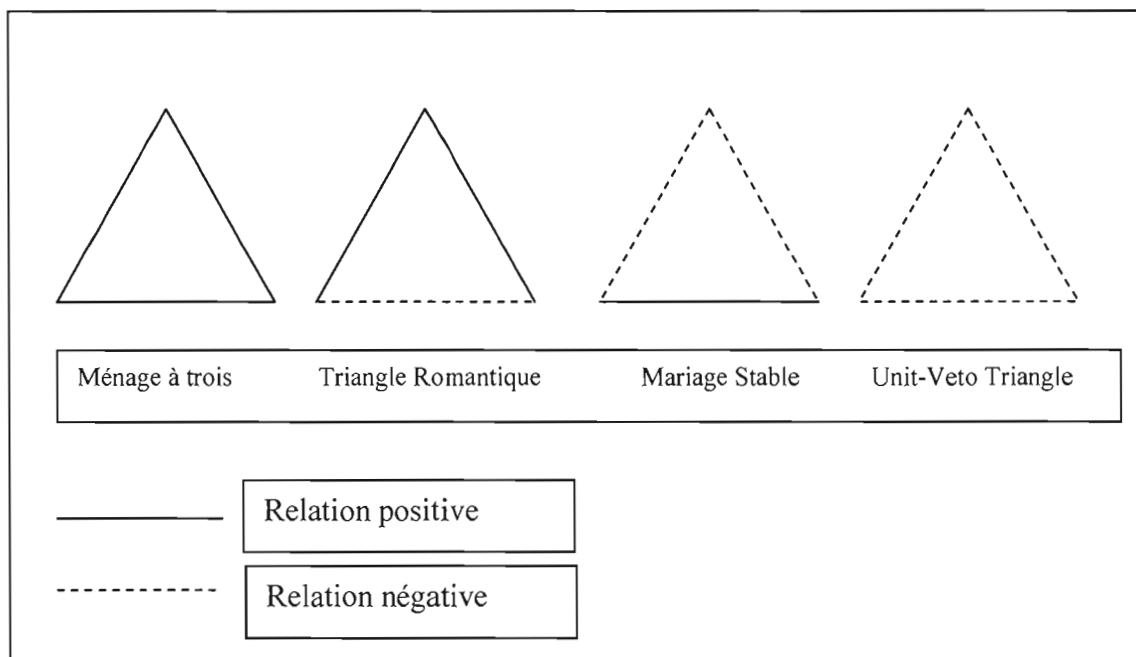 Ménage à trois Triangle Romantique Mariage Stable Unit-Veto Triangle
Relation positive
Relation négative